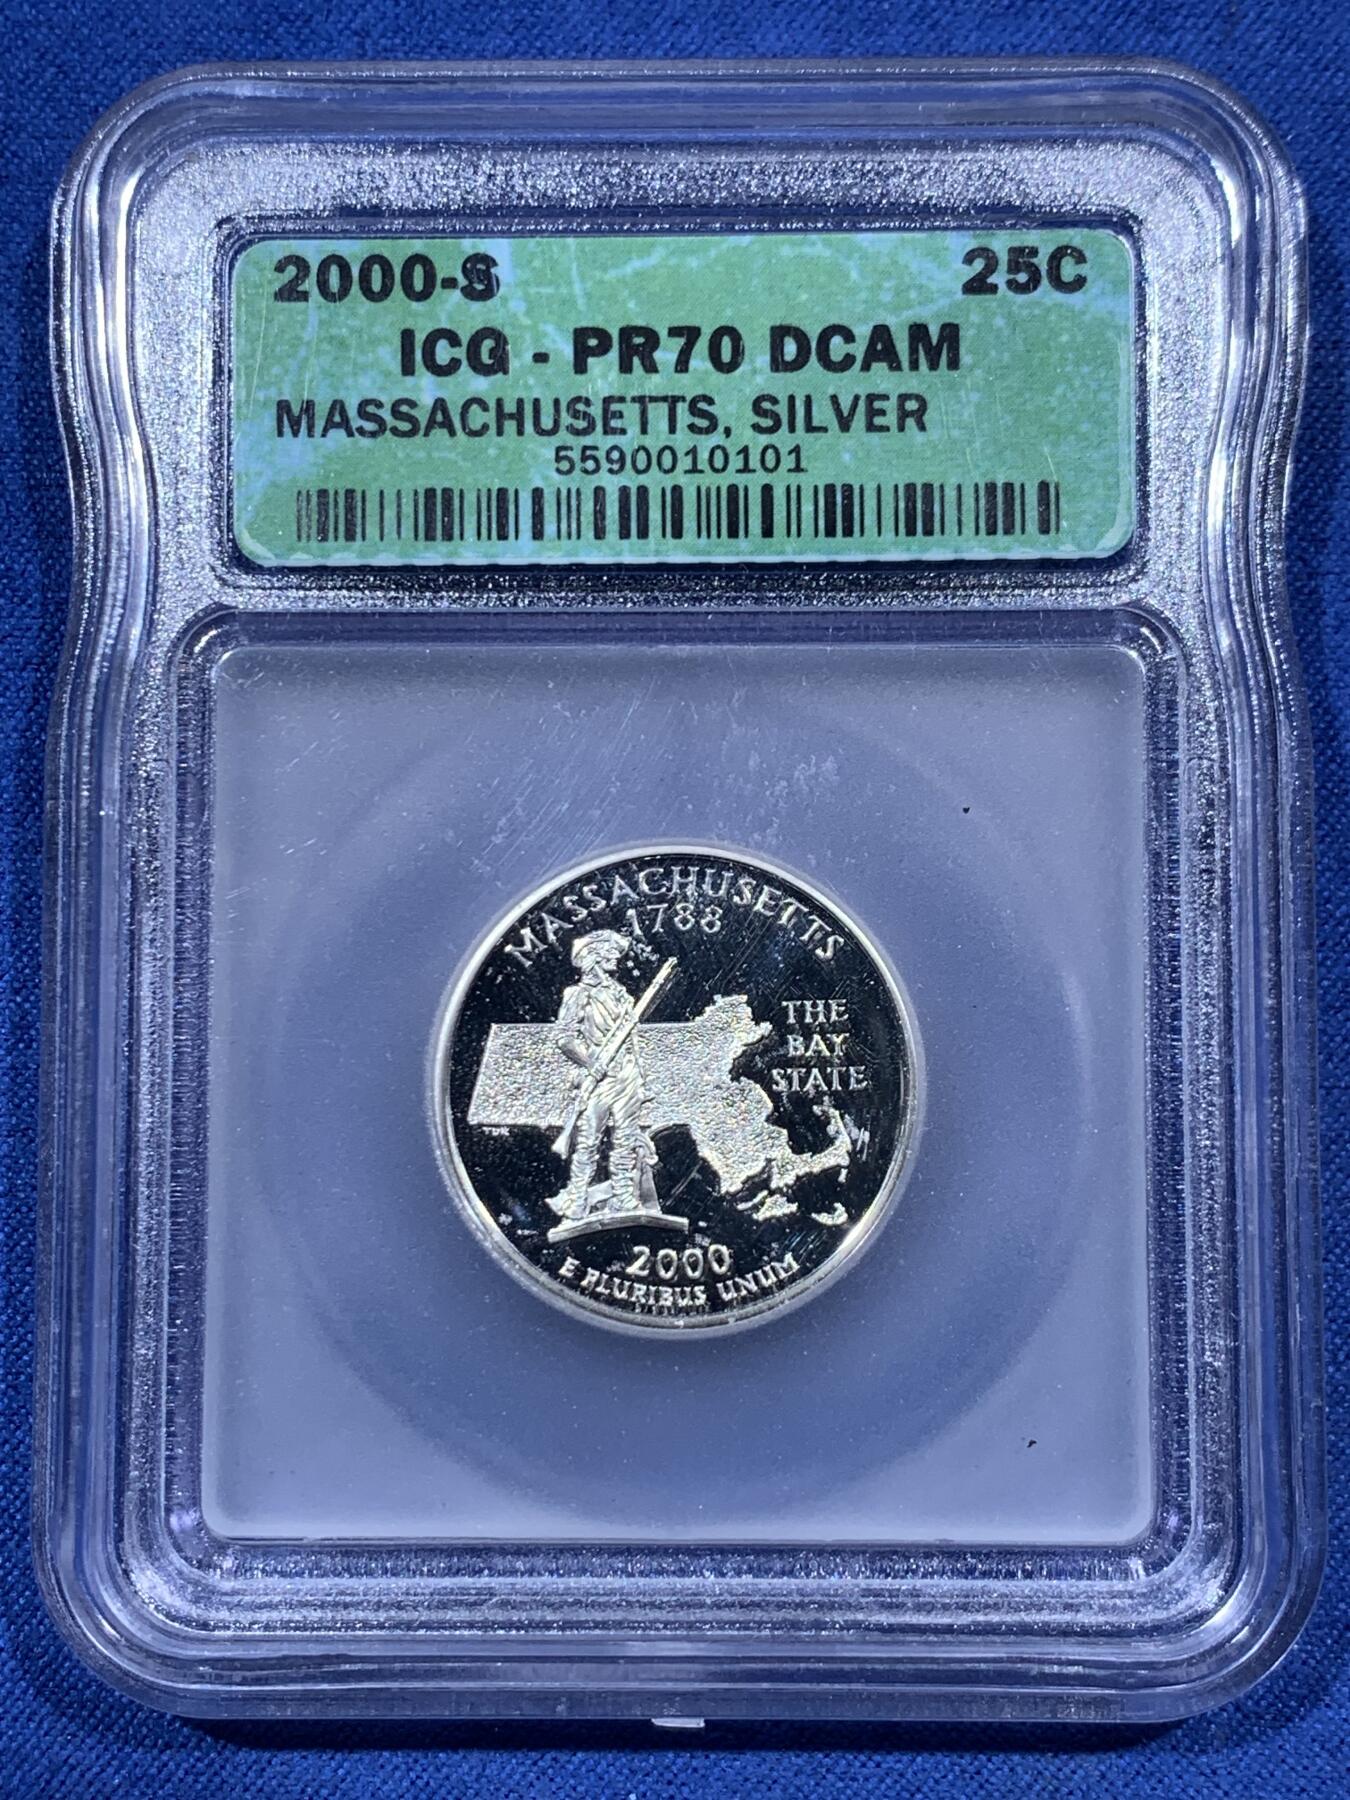 2000-S 25C
ICG - PR70 DCAM
MASSACHUSETTS, SILVER
5590010101
MASSACHUSETTS
1788
THE
BAY
STATE
2000
E PLURIBUS UNUM